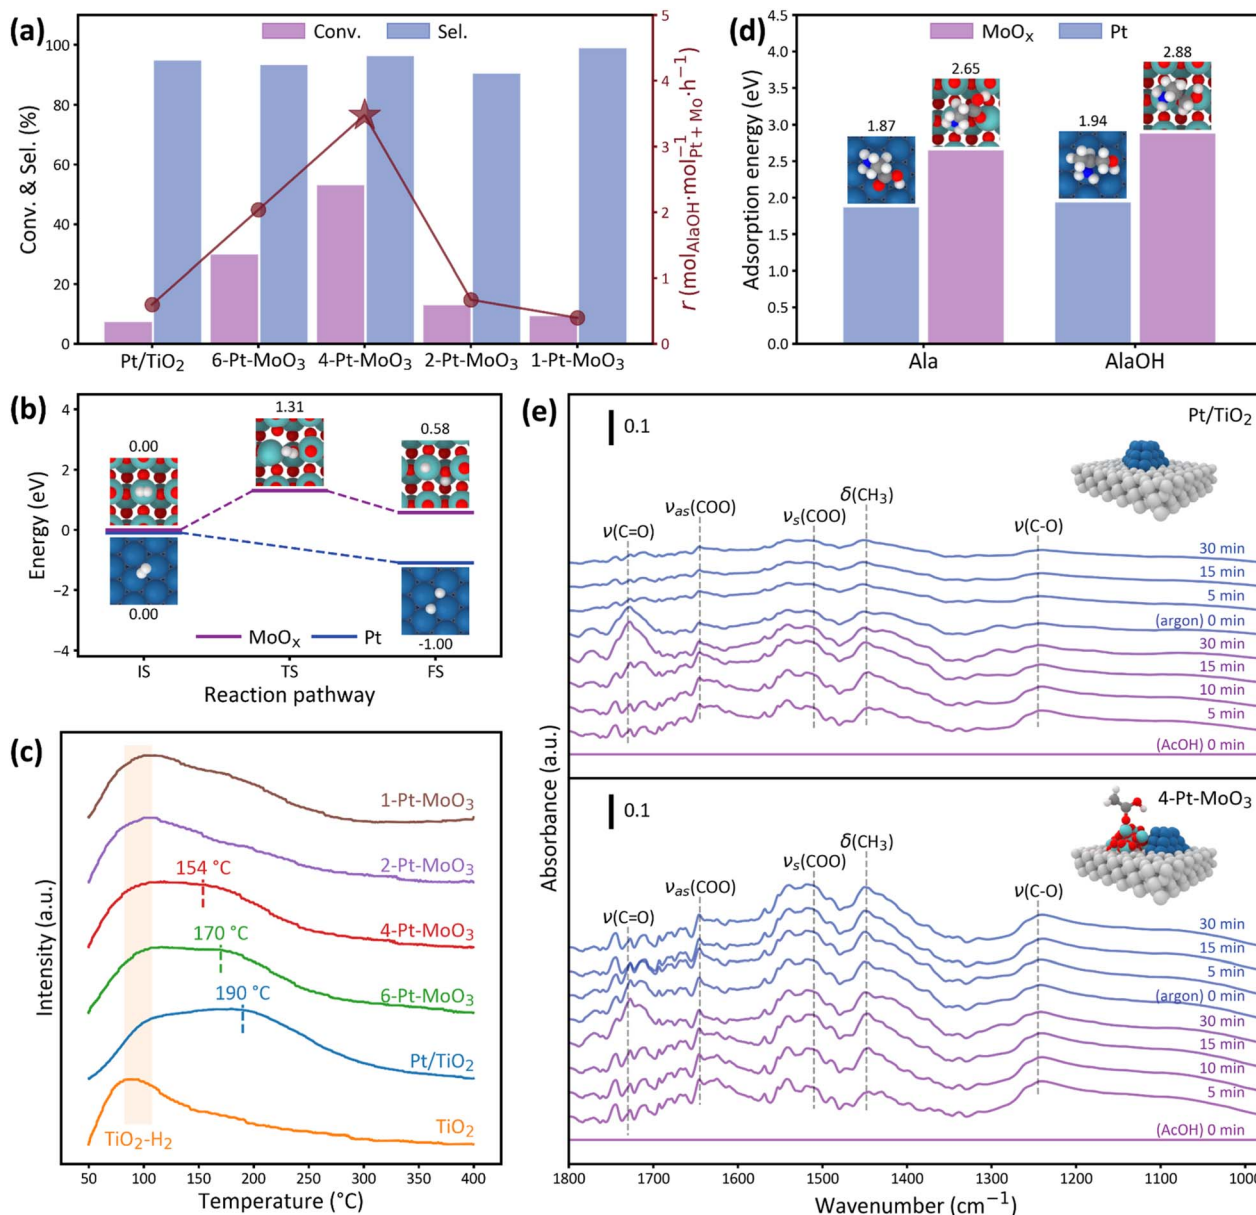 (a)
Conv.
Sel.
100
80
60
40
20
0
Conv. & Sel. (%)
5
4
3
2
1
0
r (mol_AlaOH·mol⁻¹_Pt + Mo·h⁻¹)
Pt/TiO₂
6-Pt-MoO₃
4-Pt-MoO₃
2-Pt-MoO₃
1-Pt-MoO₃
(d)
MoOₓ
Pt
4.5
4.0
3.5
3.0
2.5
2.0
1.5
1.0
0.5
0.0
Adsorption energy (eV)
1.87
2.65
1.94
2.88
Ala
AlaOH
(b)
4
2
0
−2
−4
Energy (eV)
0.00
1.31
0.58
0.00
-1.00
MoOₓ
Pt
IS
TS
FS
Reaction pathway
(c)
Intensity (a.u.)
1-Pt-MoO₃
2-Pt-MoO₃
154 °C
4-Pt-MoO₃
170 °C
6-Pt-MoO₃
190 °C
Pt/TiO₂
TiO₂
TiO₂-H₂
50
100
150
200
250
300
350
400
Temperature (°C)
(e)
Absorbance (a.u.)
0.1
Pt/TiO₂
ν(C=O)
νas(COO)
νs(COO)
δ(CH₃)
ν(C-O)
30 min
15 min
5 min
(argon) 0 min
30 min
15 min
10 min
5 min
(AcOH) 0 min
0.1
4-Pt-MoO₃
ν(C=O)
νas(COO)
νs(COO)
δ(CH₃)
ν(C-O)
30 min
15 min
5 min
(argon) 0 min
30 min
15 min
10 min
5 min
(AcOH) 0 min
1800
1700
1600
1500
1400
1300
1200
1100
1000
Wavenumber (cm⁻¹)